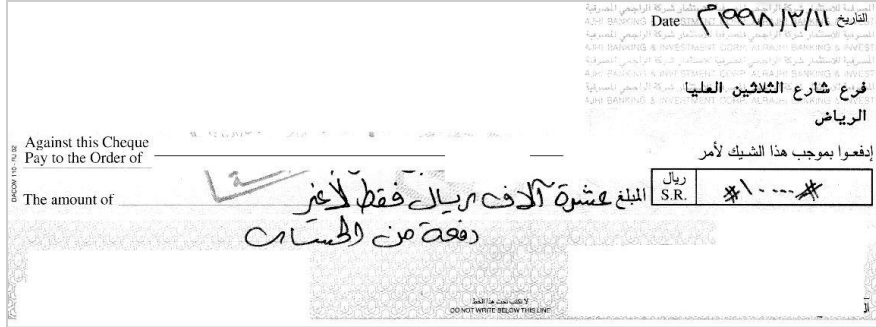 التاريخ ١٩٩٨/٣/١١م Date
فرع شارع الثلاثين العليا
الرياض
Against this Cheque
Pay to the Order of
إدفعوا بموجب هذا الشيك لأمر
The amount of المبلغ عشرة آلاف ريال فقط لاغير ريال S.R. #١٠٠٠٠#
دفعة من الحساب
لا تكتب تحت هذا الخط
DO NOT WRITE BELOW THIS LINE